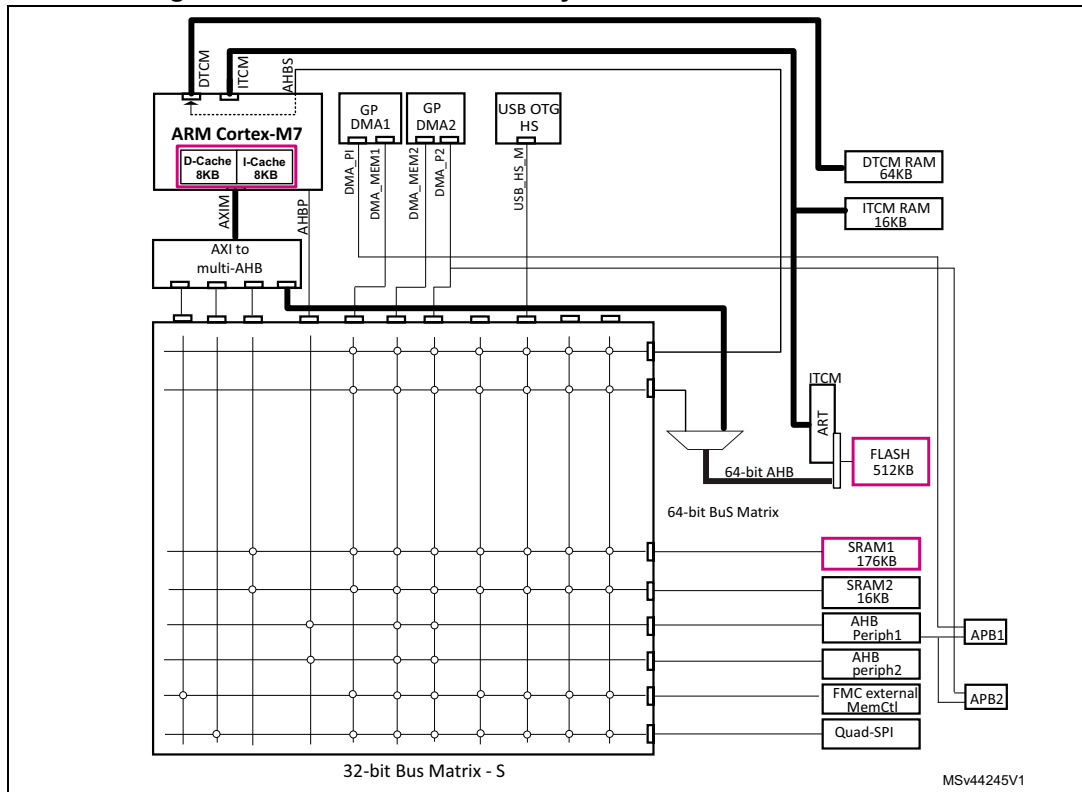 DTCM
ITCM
AHBS
ARM Cortex-M7
D-Cache
8KB
I-Cache
8KB
GP
DMA1
GP
DMA2
USB OTG
HS
DTCM RAM
64KB
ITCM RAM
16KB
AXIM
AHBP
DMA_PI
DMA_MEM1
DMA_MEM2
DMA_P2
USB_HS_M
AXI to
multi-AHB
ITCM
ART
FLASH
512KB
64-bit AHB
64-bit BuS Matrix
SRAM1
176KB
SRAM2
16KB
AHB
Periph1
APB1
AHB
periph2
FMC external
MemCtl
APB2
Quad-SPI
32-bit Bus Matrix - S
MSv44245V1